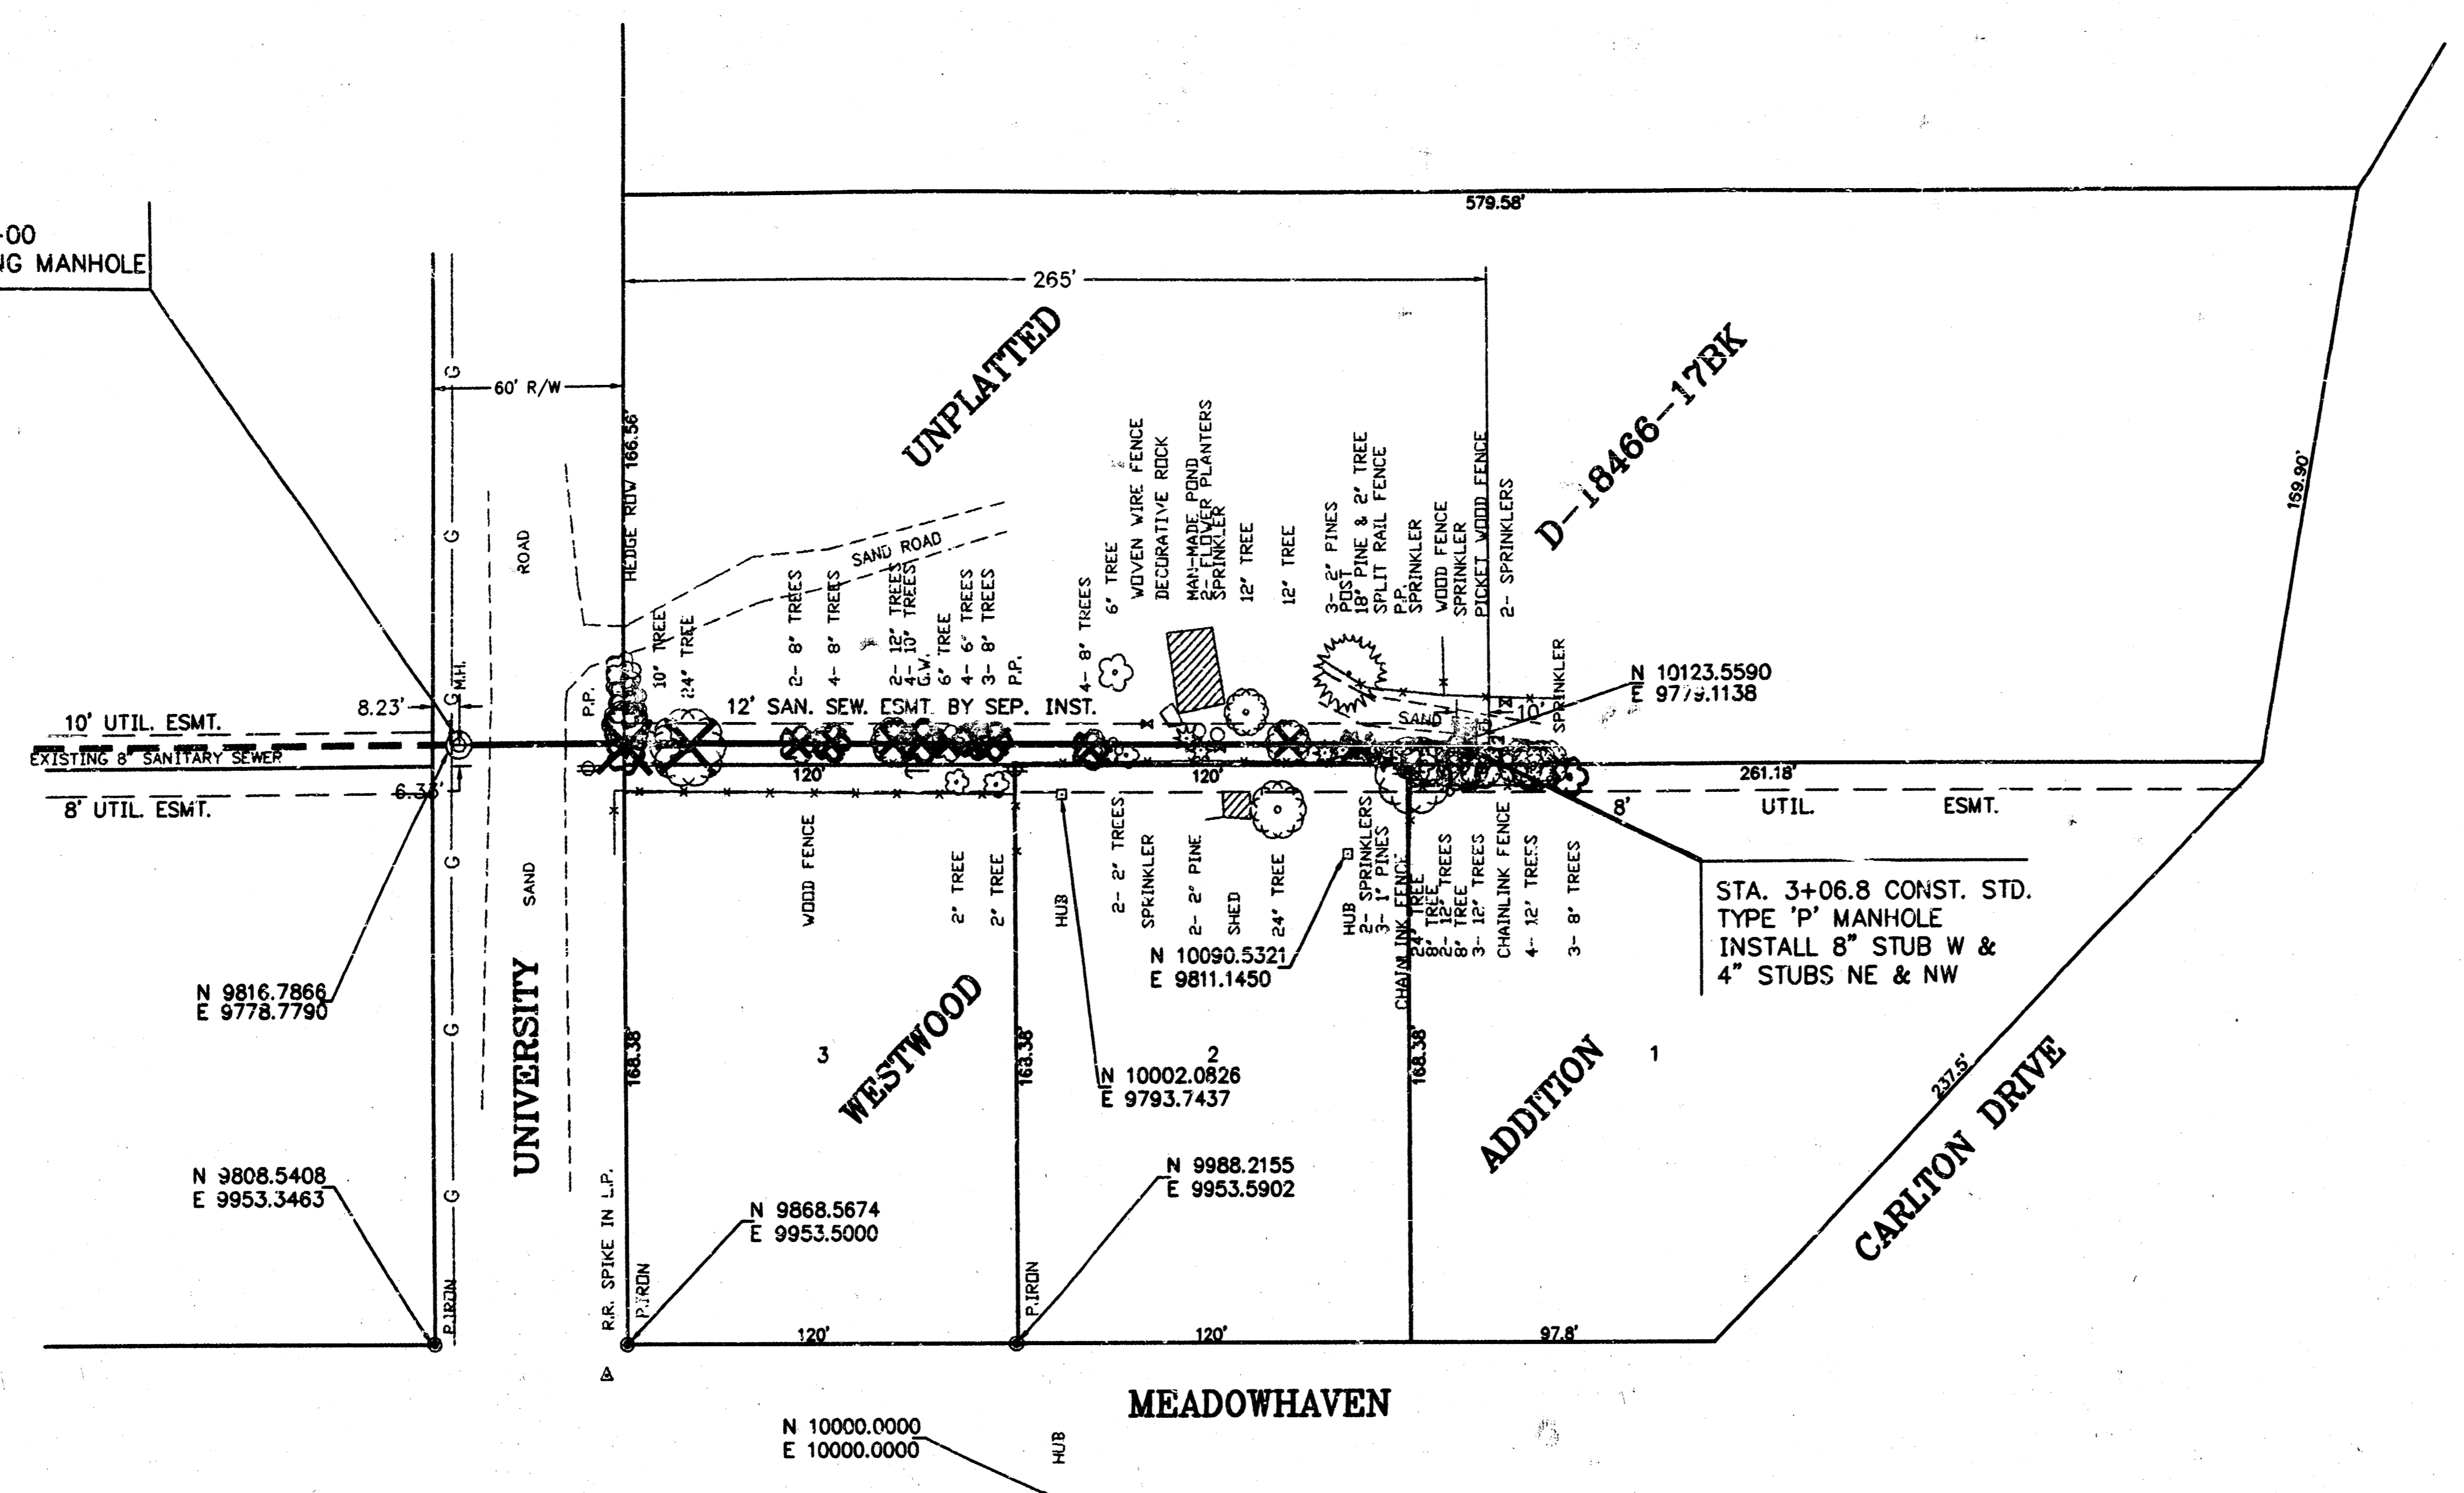 -00
NG MANHOLE
579.58'
265'
60' R/W
UNPLATTED
D-18466-17BK
169.90'
HEDGE ROW 166.56'
ROAD
SAND ROAD
10" TREE
24" TREE
2- 8" TREES
4- 8" TREES
2- 12" TREES
4- 10" TREES
G.W.
6" TREE
4- 6" TREES
3- 8" TREES
P.P.
4- 8" TREES
6" TREE
WOVEN WIRE FENCE
DECORATIVE ROCK
MAN-MADE POND
2- FLOWER PLANTERS
SPRINKLER
12" TREE
12" TREE
3- 2" PINES
POST
18" PINE & 2" TREE
SPLIT RAIL FENCE
P.P.
SPRINKLER
WOOD FENCE
SPRINKLER
PICKET WOOD FENCE
2- SPRINKLERS
SPRINKLER
N 10123.5590
E 9779.1138
G
G
G
M.H.
P.P.
8.23'
12' SAN. SEW. ESMT. BY SEP. INST.
SAND
10'
10' UTIL. ESMT.
EXISTING 8" SANITARY SEWER
8' UTIL. ESMT.
120'
120'
261.18'
8' UTIL. ESMT.
G
G
G
SAND
WOOD FENCE
2" TREE
2" TREE
HUB
2- 2" TREES
SPRINKLER
2- 2" PINE
SHED
24" TREE
HUB
2- SPRINKLERS
3- 1" PINES
CHAINLINK FENCE
24" TREE
8" TREE
2- 12" TREES
8" TREE
3- 12" TREES
CHAINLINK FENCE
4- 12" TREES
3- 8" TREES
STA. 3+06.8 CONST. STD.
TYPE 'P' MANHOLE
INSTALL 8" STUB W &
4" STUBS NE & NW
N 10090.5321
E 9811.1450
N 9816.7866
E 9778.7790
UNIVERSITY
168.38'
3
WESTWOOD
168.38'
2
N 10002.0826
E 9793.7437
168.38'
ADDITION
1
237.5'
CARLTON DRIVE
N 9808.5408
E 9953.3463
N 9868.5674
E 9953.5000
N 9988.2155
E 9953.5902
P.IRON
R.R. SPIKE IN L.P.
P.IRON
P.IRON
120'
120'
97.8'
MEADOWHAVEN
N 10000.0000
E 10000.0000
HUB